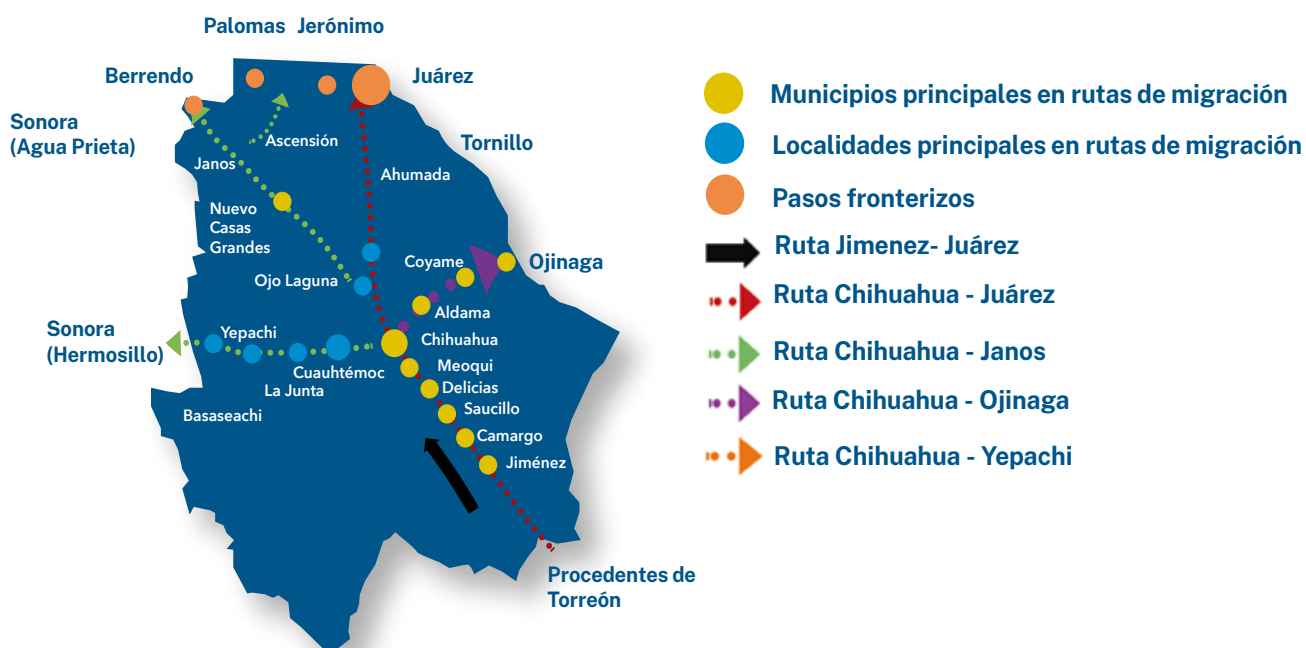 Palomas Jerónimo
Berrendo
Juárez
Sonora
(Agua Prieta)
Ascensión
Tornillo
Janos
Ahumada
Nuevo
Casas
Grandes
Coyame
Ojinaga
Ojo Laguna
Aldama
Sonora
(Hermosillo)
Yepachi
Chihuahua
Cuauhtémoc
Meoqui
La Junta
Delicias
Basaseachi
Saucillo
Camargo
Jiménez
Procedentes de
Torreón
Municipios principales en rutas de migración
Localidades principales en rutas de migración
Pasos fronterizos
Ruta Jimenez- Juárez
Ruta Chihuahua - Juárez
Ruta Chihuahua - Janos
Ruta Chihuahua - Ojinaga
Ruta Chihuahua - Yepachi